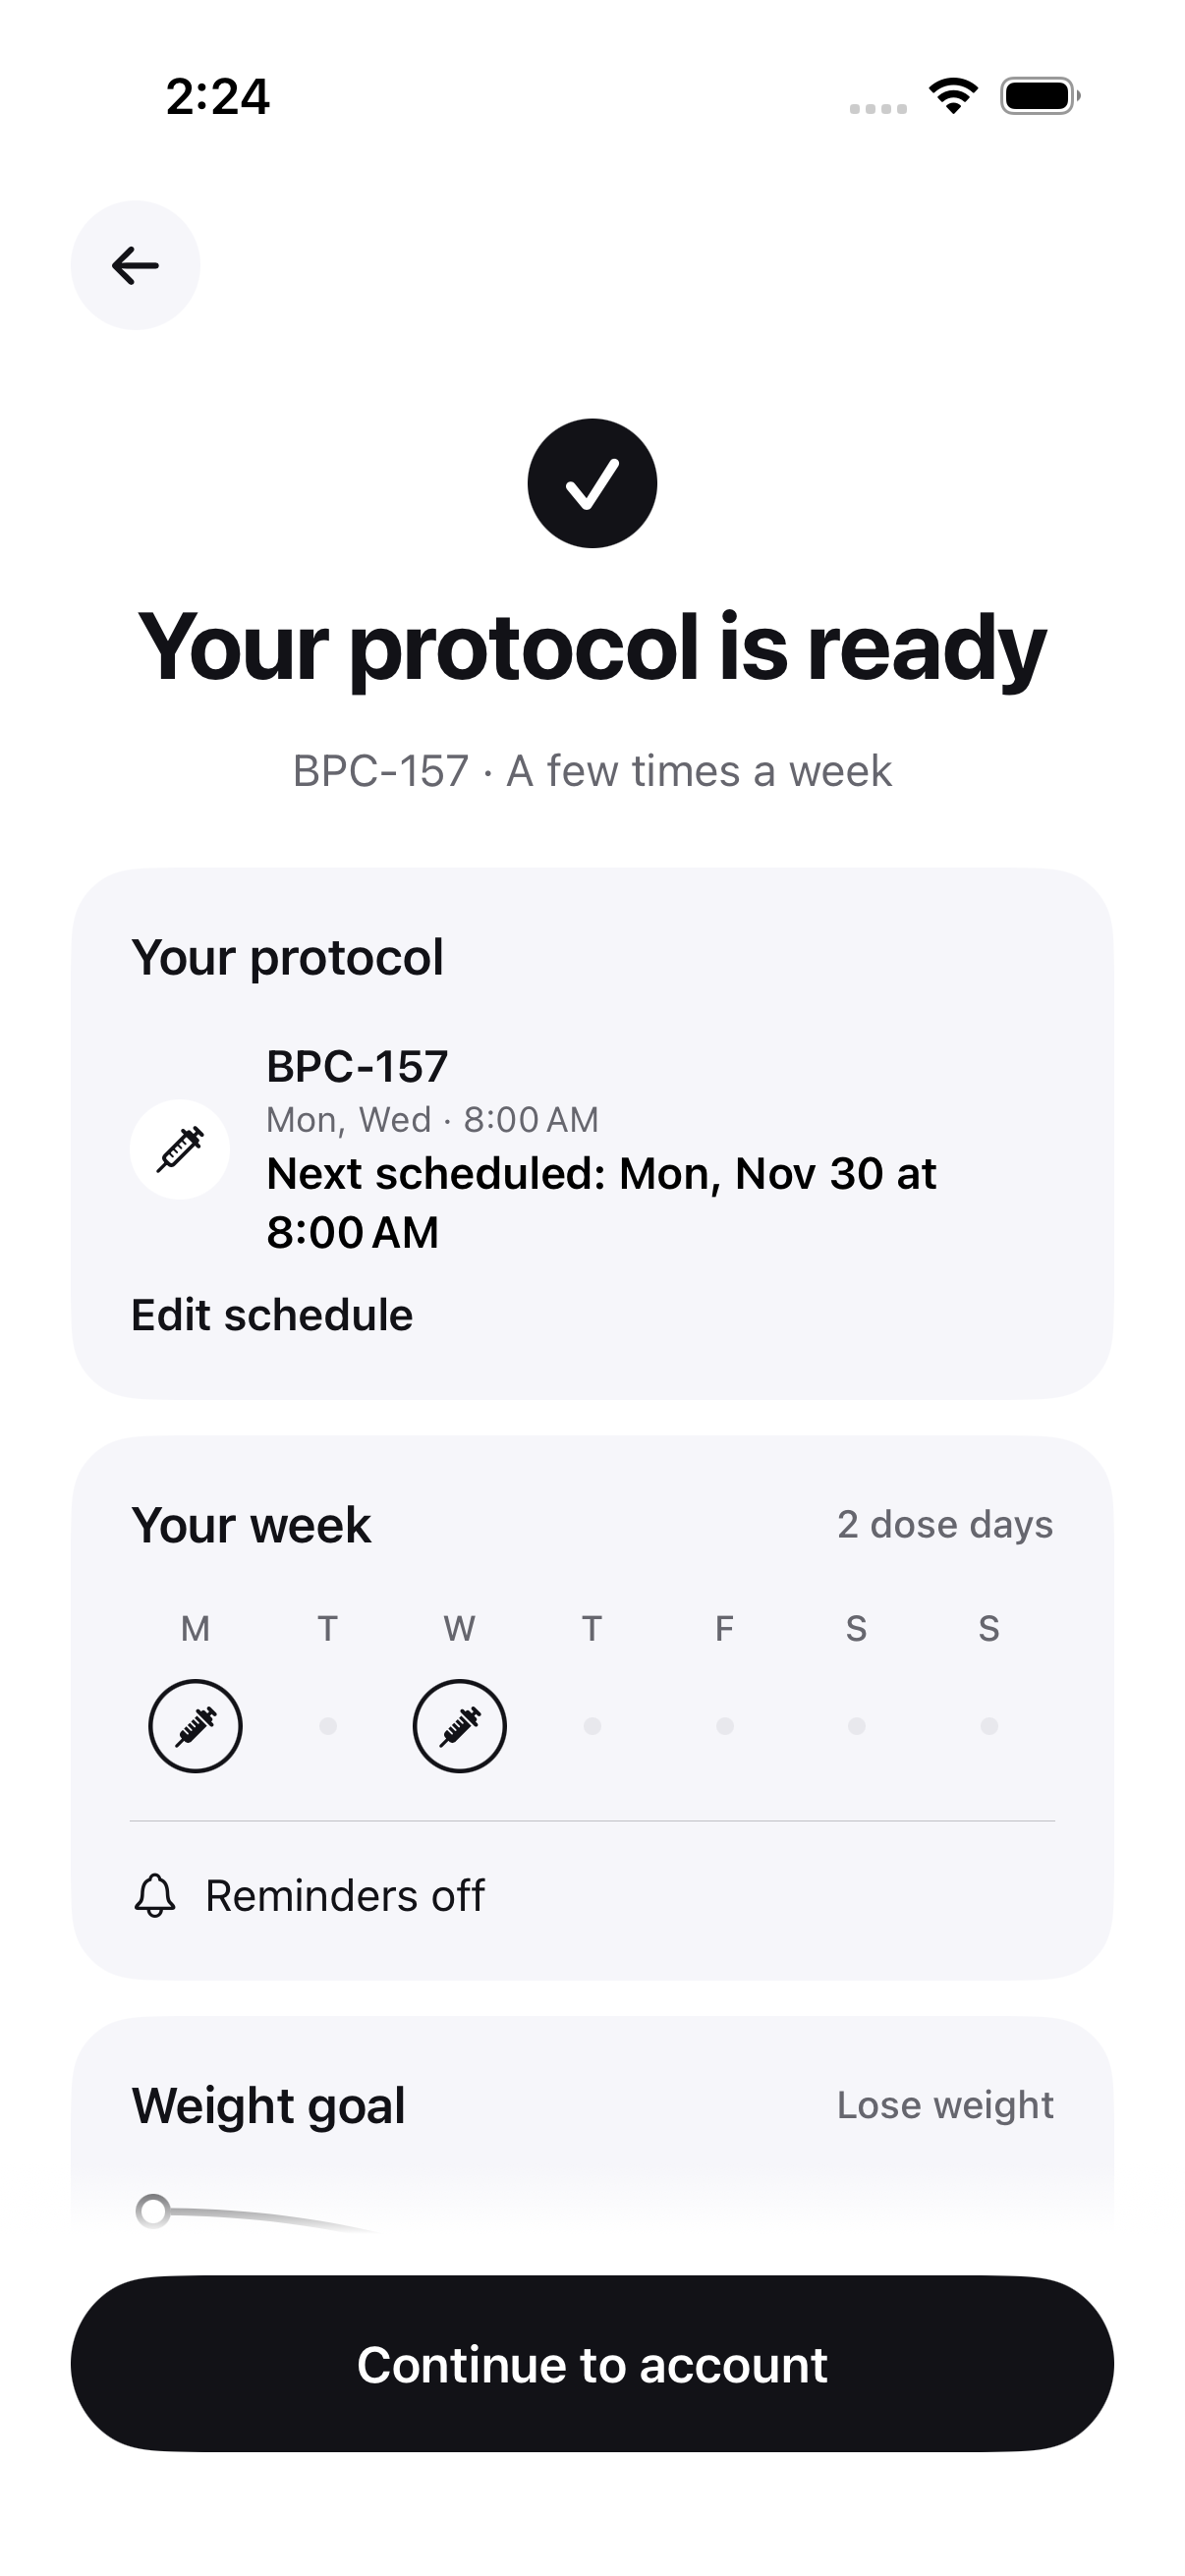 2:24
Your protocol is ready
BPC-157 · A few times a week
Your protocol
BPC-157
Mon, Wed · 8:00 AM
Next scheduled: Mon, Nov 30 at
8:00 AM
Edit schedule
Your week
2 dose days
M T W T F S S
Reminders off
Weight goal
Lose weight
Continue to account